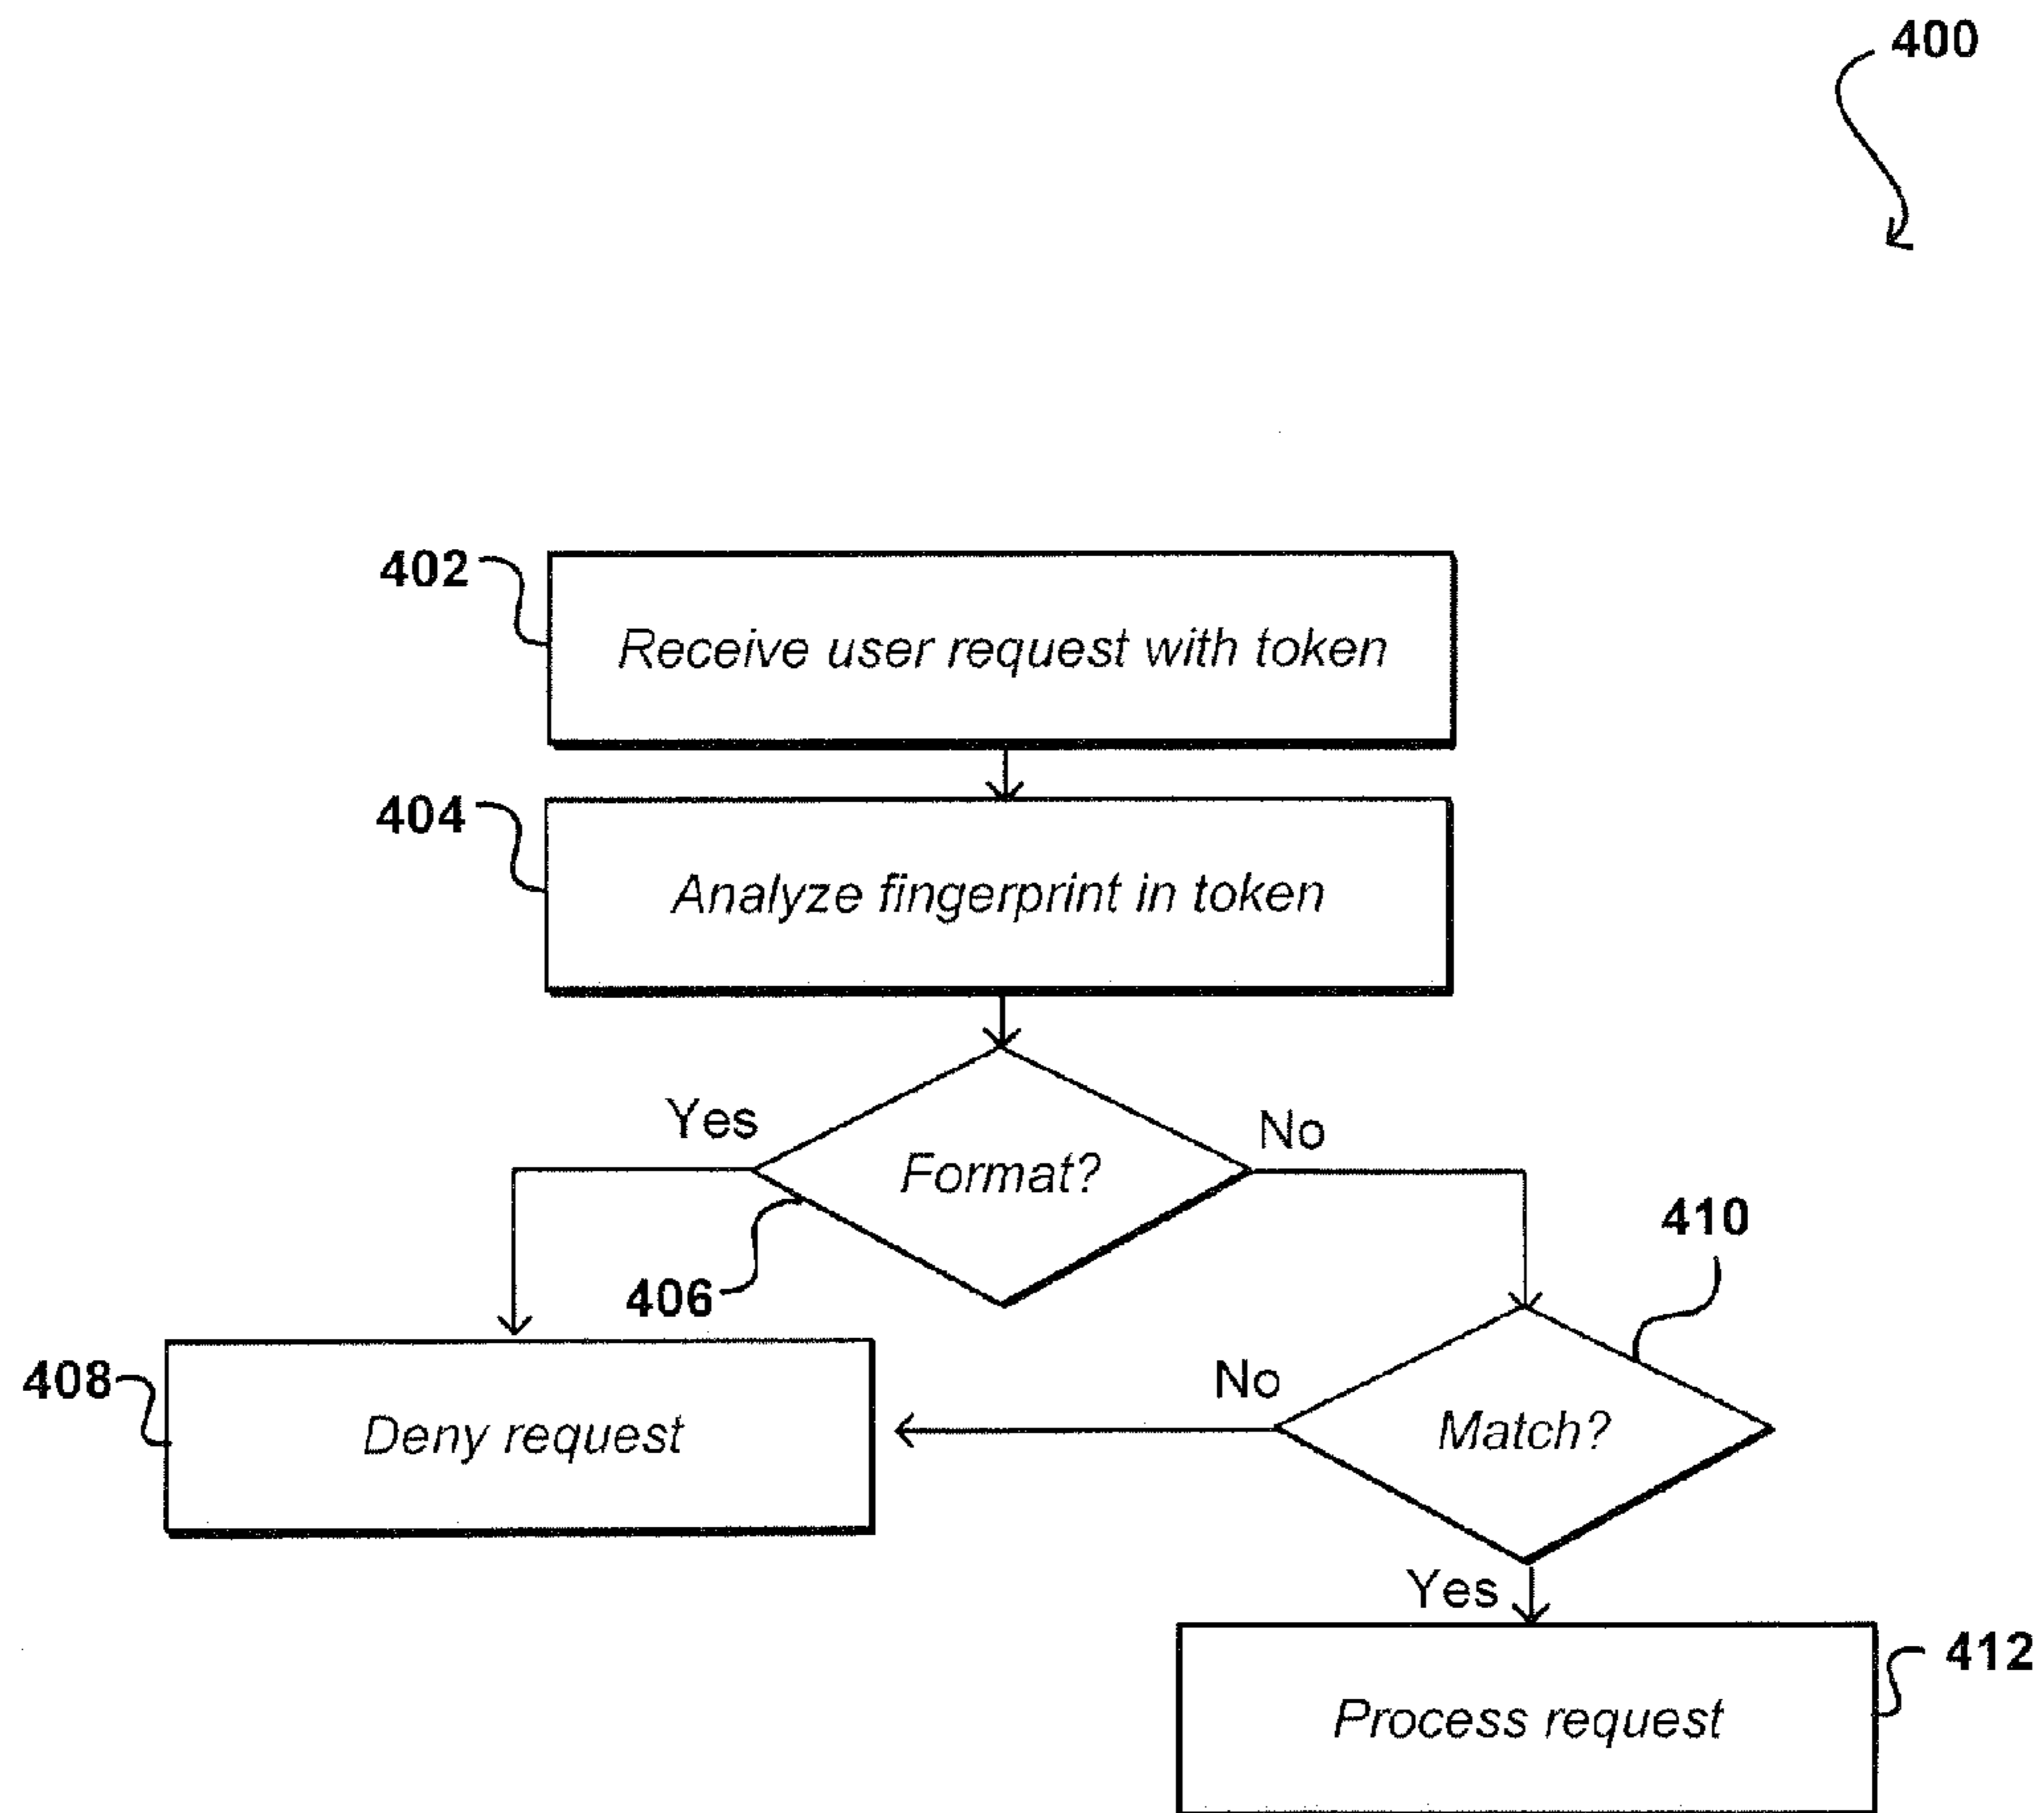 400
402
Receive user request with token
404
Analyze fingerprint in token
Yes
No
Format?
406
410
408
Deny request
No
Match?
Yes
412
Process request